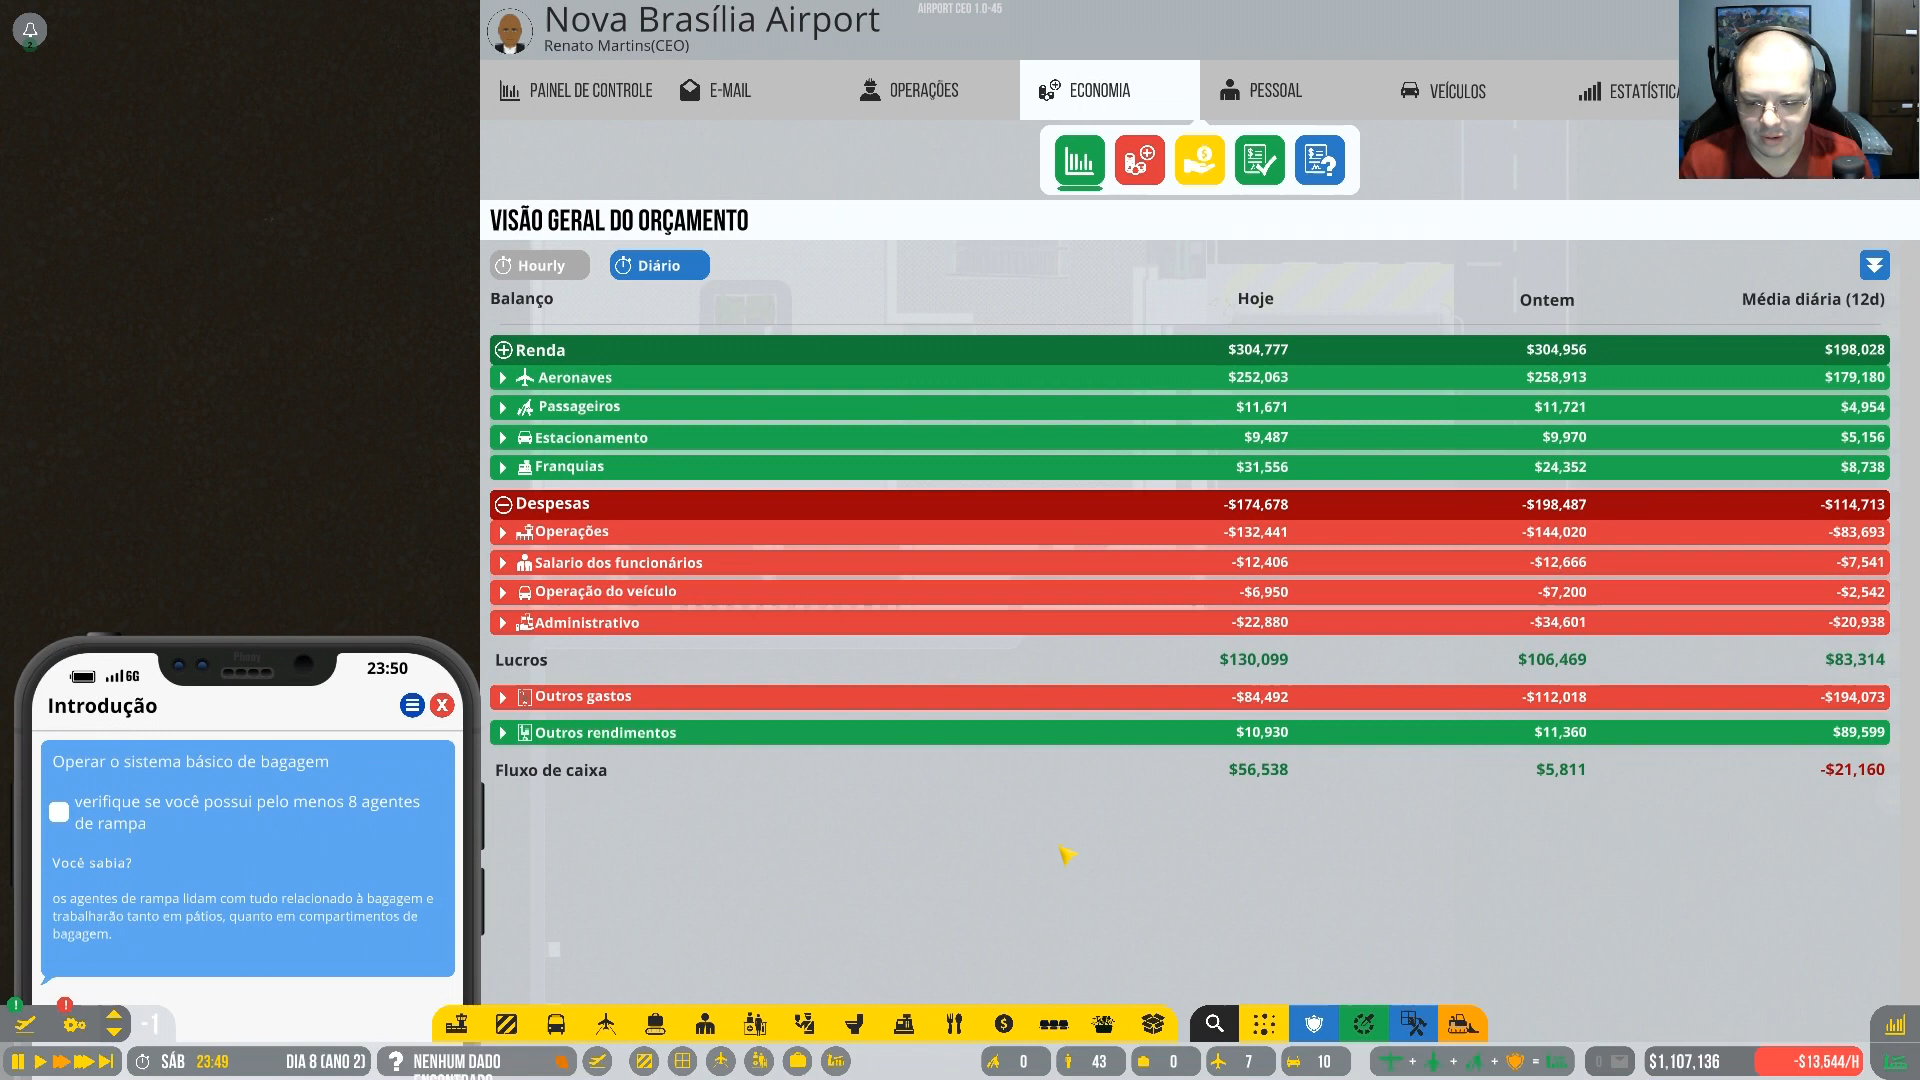 AIRPORT CEO 1.0-45
Nova Brasília Airport
Renato Martins(CEO)
2
PAINEL DE CONTROLE
E-MAIL
OPERAÇÕES
ECONOMIA
PESSOAL
VEÍCULOS
ESTATÍSTICA
VISÃO GERAL DO ORÇAMENTO
Hourly
Diário
Balanço Hoje Ontem Média diária (12d)
Renda $304,777 $304,956 $198,028
Aeronaves $252,063 $258,913 $179,180
Passageiros $11,671 $11,721 $4,954
Estacionamento $9,487 $9,970 $5,156
Franquias $31,556 $24,352 $8,738
Despesas -$174,678 -$198,487 -$114,713
Operações -$132,441 -$144,020 -$83,693
Salario dos funcionários -$12,406 -$12,666 -$7,541
Operação do veículo -$6,950 -$7,200 -$2,542
Administrativo -$22,880 -$34,601 -$20,938
Lucros $130,099 $106,469 $83,314
Outros gastos -$84,492 -$112,018 -$194,073
Outros rendimentos $10,930 $11,360 $89,599
Fluxo de caixa $56,538 $5,811 -$21,160
Phony
6G
23:50
Introdução
X
Operar o sistema básico de bagagem
verifique se você possui pelo menos 8 agentes
de rampa
Você sabia?
os agentes de rampa lidam com tudo relacionado à bagagem e
trabalharão tanto em pátios, quanto em compartimentos de
bagagem.
-1
SÁB 23:49 DIA 8 (ANO 2)
? NENHUM DADO
ENCONTRADO
0
43
0
7
10
+ + + =
0
$1,107,136
-$13,544/H